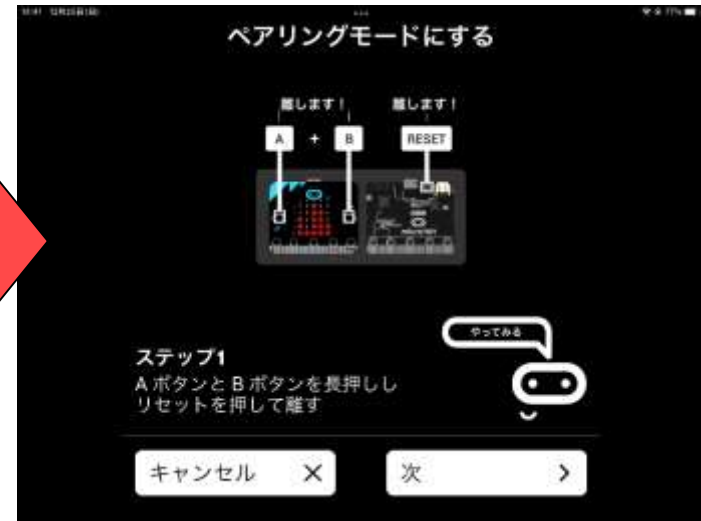 ペアリングモードにする
離します! 離します!
A + B RESET
やってみる
ステップ1
A ボタンと B ボタンを長押しし
リセットを押して離す
キャンセル ×
次 >